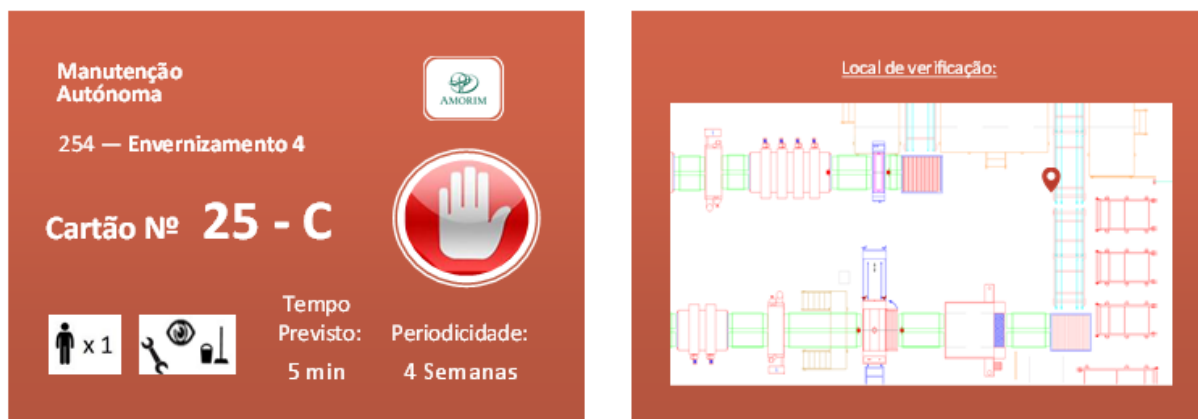 Manutenção
Autónoma
AMORIM
254 — Envernizamento 4
Cartão Nº 25 - C
x 1
Tempo
Previsto:
5 min
Periodicidade:
4 Semanas
Local de verificação: